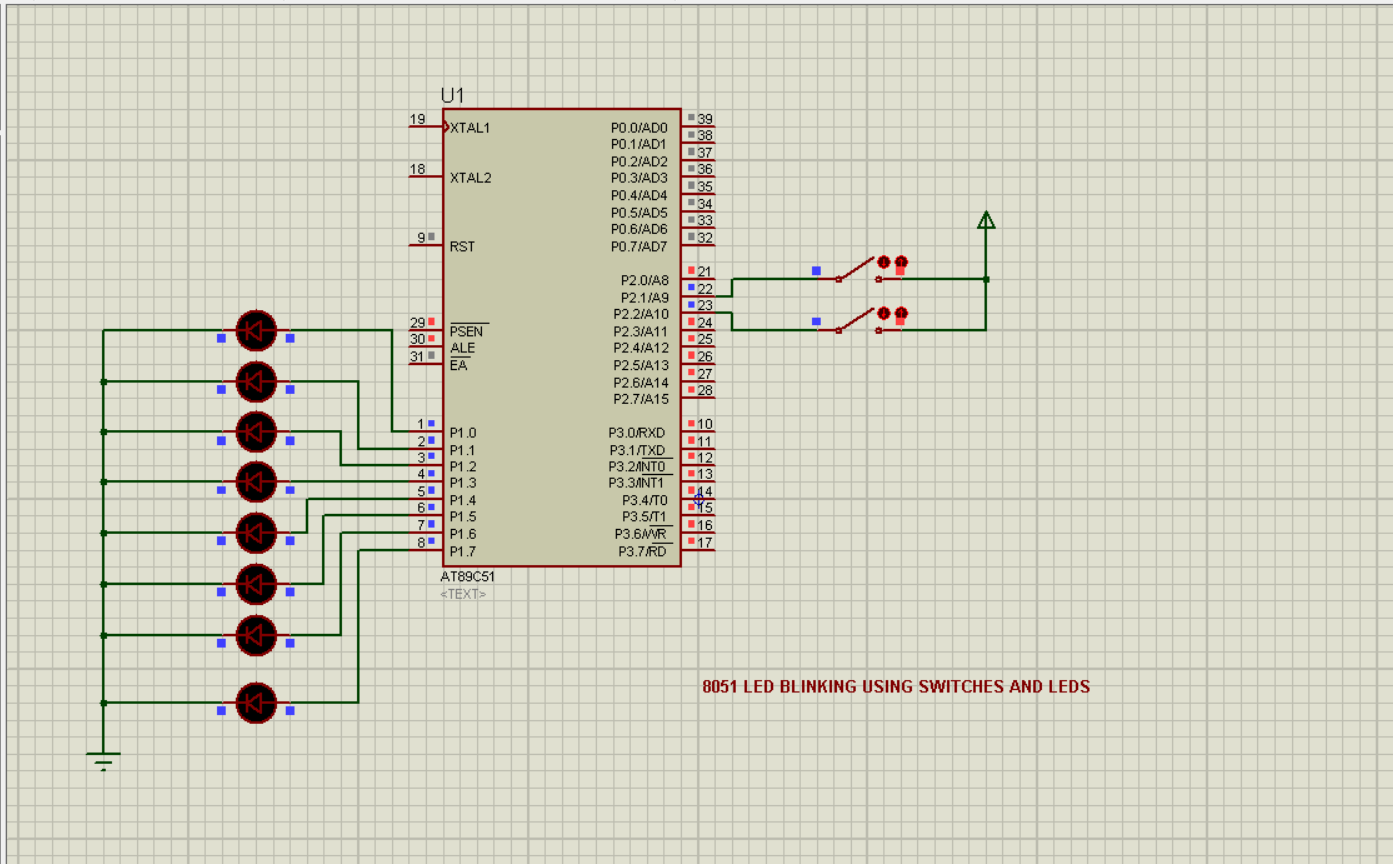 U1
19 XTAL1
18 XTAL2
9 RST
29 PSEN
30 ALE
31 EA
1 P1.0
2 P1.1
3 P1.2
4 P1.3
5 P1.4
6 P1.5
7 P1.6
8 P1.7
P0.0/AD0 39
P0.1/AD1 38
P0.2/AD2 37
P0.3/AD3 36
P0.4/AD4 35
P0.5/AD5 34
P0.6/AD6 33
P0.7/AD7 32
P2.0/A8 21
P2.1/A9 22
P2.2/A10 23
P2.3/A11 24
P2.4/A12 25
P2.5/A13 26
P2.6/A14 27
P2.7/A15 28
P3.0/RXD 10
P3.1/TXD 11
P3.2/INT0 12
P3.3/INT1 13
P3.4/T0 14
P3.5/T1 15
P3.6/WR 16
P3.7/RD 17
AT89C51
<TEXT>
8051 LED BLINKING USING SWITCHES AND LEDS